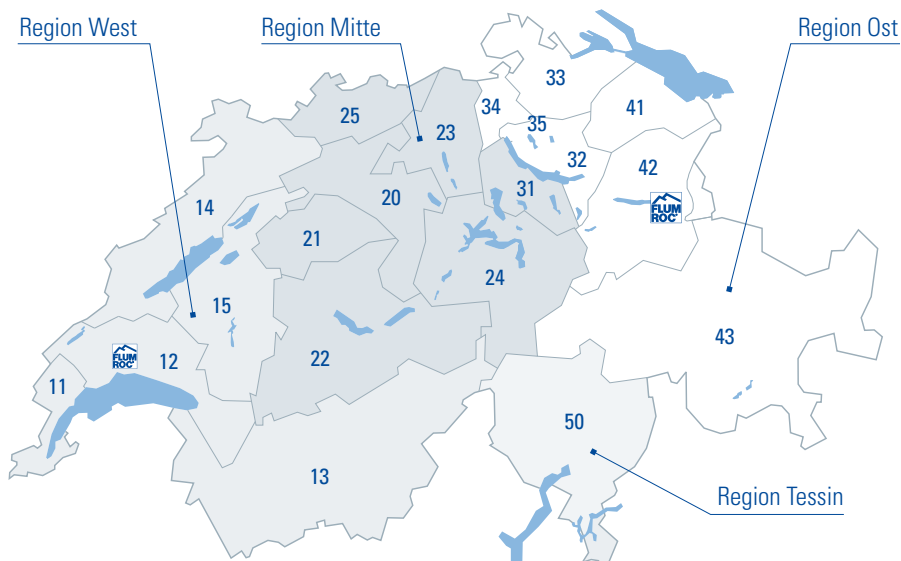 Region West
Region Mitte
Region Ost
33
34
25
23
35
41
32
42
31
20
14
FLUM
ROC
21
24
15
43
22
FLUM
ROC
12
11
50
13
Region Tessin